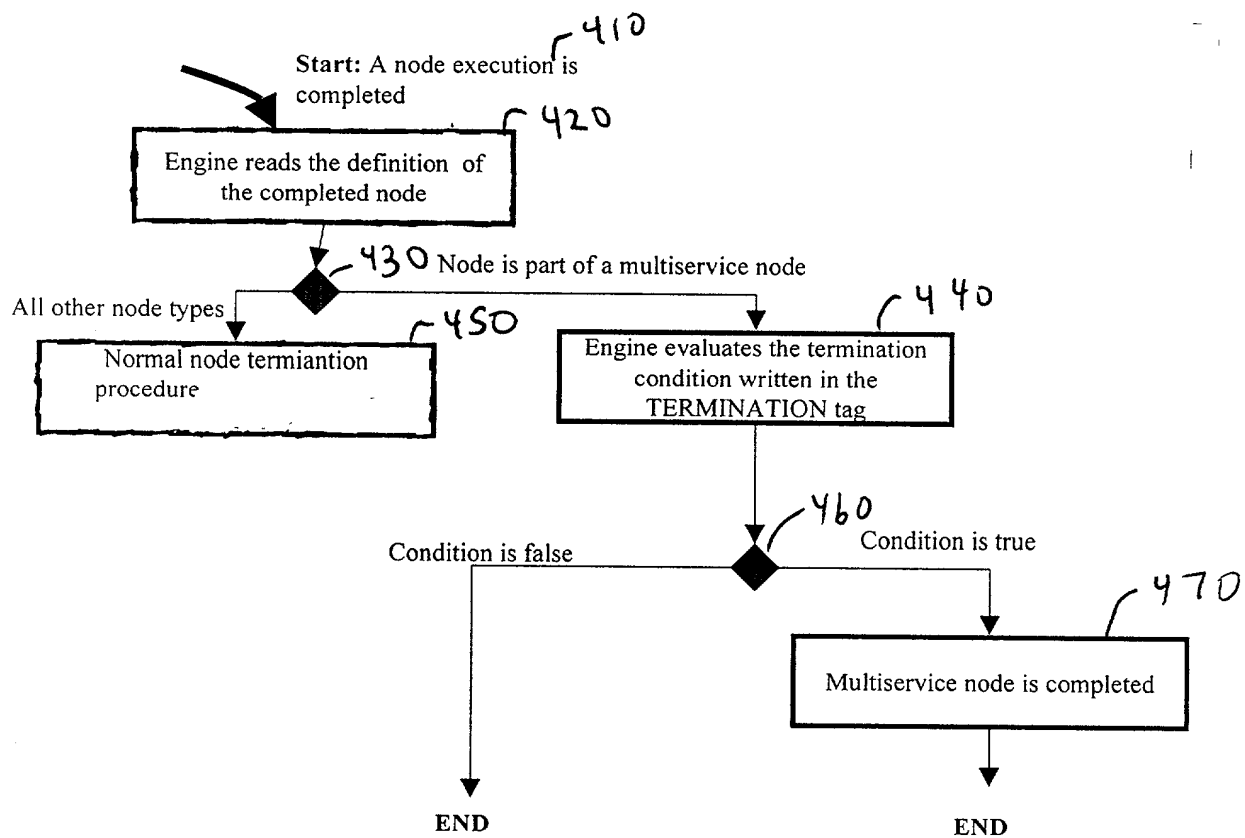 410
Start: A node execution is
completed
420
Engine reads the definition of
the completed node
430
Node is part of a multiservice node
All other node types
440
450
Normal node termiantion
procedure
Engine evaluates the termination
condition written in the
TERMINATION tag
460
Condition is false
Condition is true
470
Multiservice node is completed
END
END